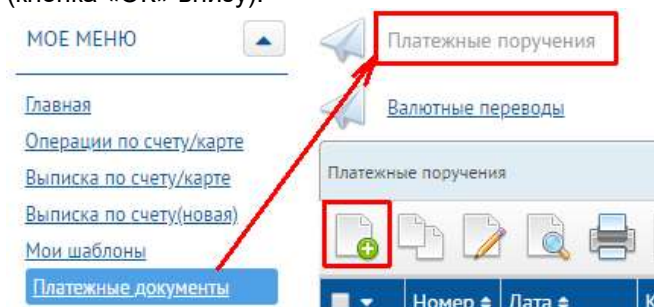 (кнопка «ОК» внизу).
МОЕ МЕНЮ
Главная
Операции по счету/карте
Выписка по счету/карте
Выписка по счету(новая)
Мои шаблоны
Платежные документы
Платежные поручения
Валютные переводы
Платежные поручения
Номер Дата К